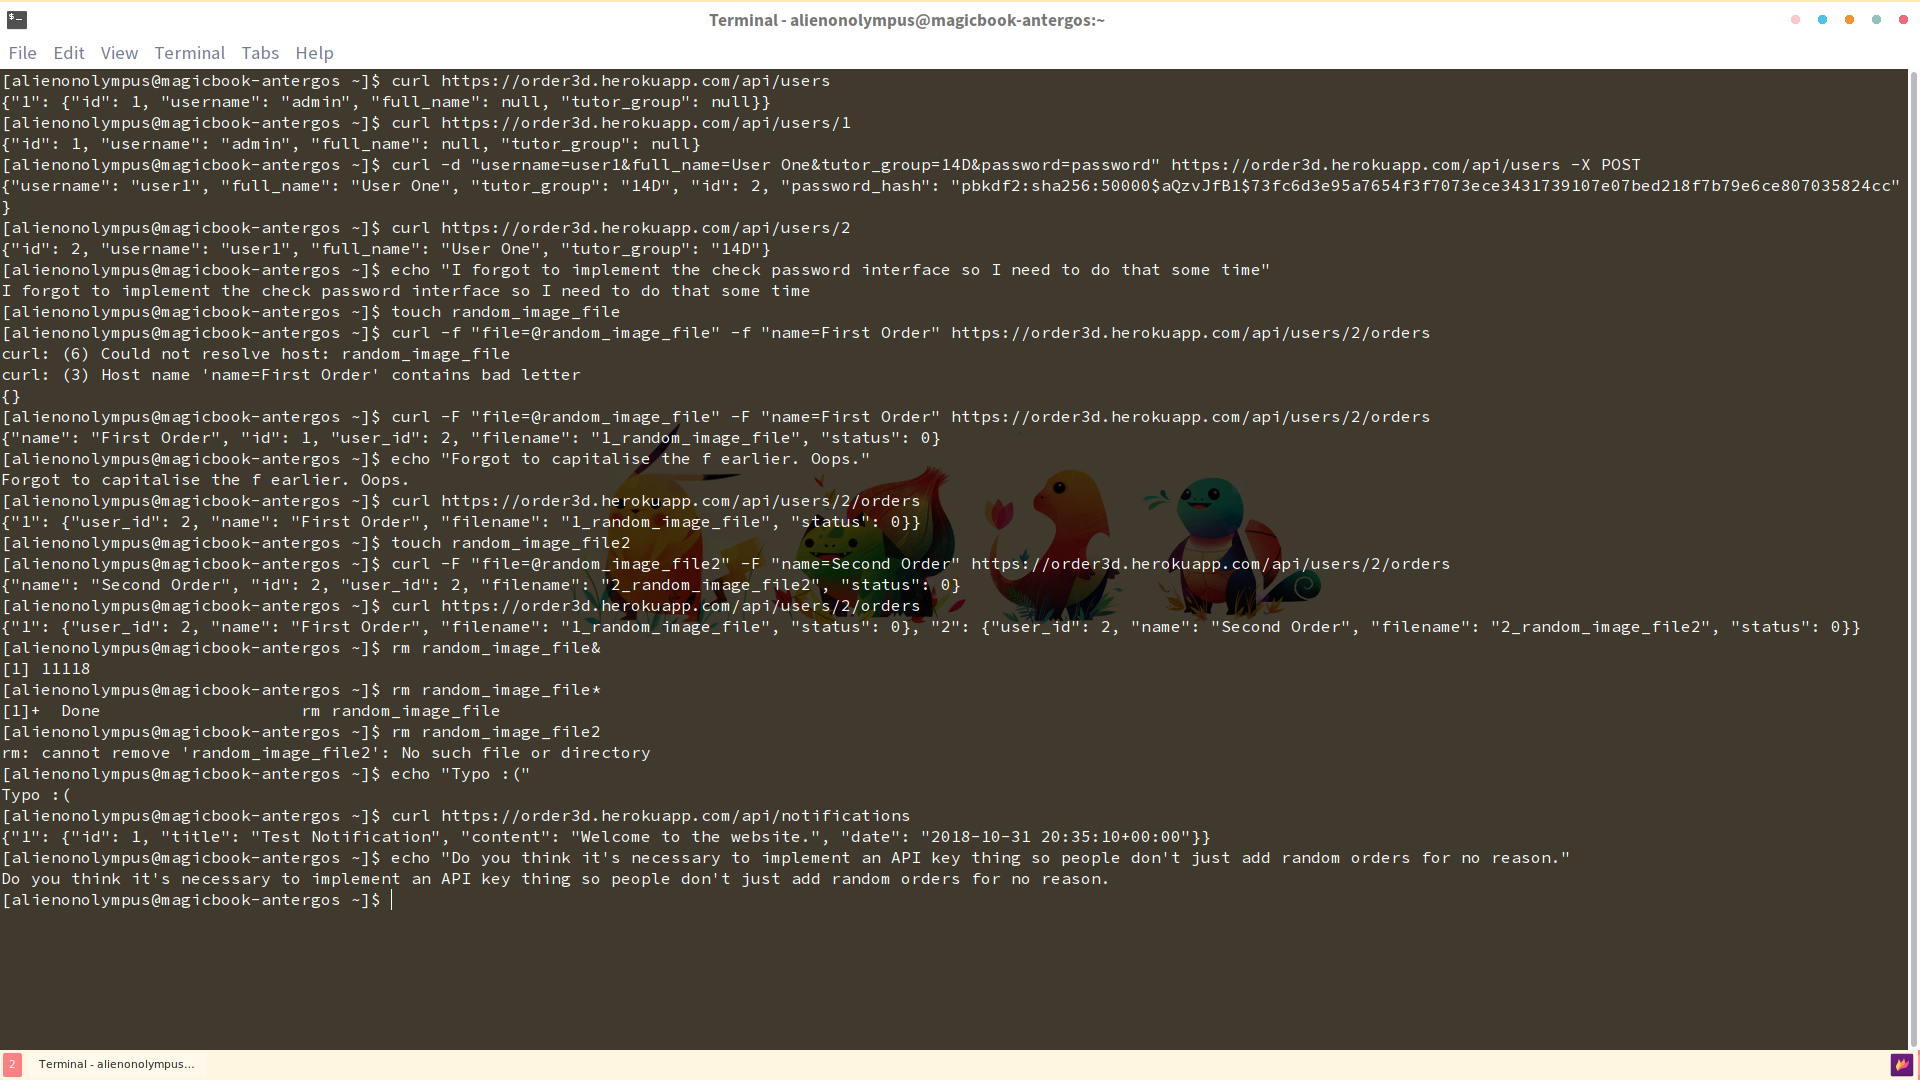 Terminal - alienonolympus@magicbook-antergos:~
File Edit View Terminal Tabs Help
[alienonolympus@magicbook-antergos ~]$ curl https://order3d.herokuapp.com/api/users
{"1": {"id": 1, "username": "admin", "full_name": null, "tutor_group": null}}
[alienonolympus@magicbook-antergos ~]$ curl https://order3d.herokuapp.com/api/users/1
{"id": 1, "username": "admin", "full_name": null, "tutor_group": null}
[alienonolympus@magicbook-antergos ~]$ curl -d "username=user1&full_name=User One&tutor_group=14D&password=password" https://order3d.herokuapp.com/api/users -X POST
{"username": "user1", "full_name": "User One", "tutor_group": "14D", "id": 2, "password_hash": "pbkdf2:sha256:50000$aQzvJfBl$73fc6d3e95a7654f3f7073ece3431739107e07bed218f7b79e6ce807035824cc"
}
[alienonolympus@magicbook-antergos ~]$ curl https://order3d.herokuapp.com/api/users/2
{"id": 2, "username": "user1", "full_name": "User One", "tutor_group": "14D"}
[alienonolympus@magicbook-antergos ~]$ echo "I forgot to implement the check password interface so I need to do that some time"
I forgot to implement the check password interface so I need to do that some time
[alienonolympus@magicbook-antergos ~]$ touch random_image_file
[alienonolympus@magicbook-antergos ~]$ curl -f "file=@random_image_file" -f "name=First Order" https://order3d.herokuapp.com/api/users/2/orders
curl: (6) Could not resolve host: random_image_file
curl: (3) Host name 'name=First Order' contains bad letter
{}
[alienonolympus@magicbook-antergos ~]$ curl -F "file=@random_image_file" -F "name=First Order" https://order3d.herokuapp.com/api/users/2/orders
{"name": "First Order", "id": 1, "user_id": 2, "filename": "1_random_image_file", "status": 0}
[alienonolympus@magicbook-antergos ~]$ echo "Forgot to capitalise the f earlier. Oops."
Forgot to capitalise the f earlier. Oops.
[alienonolympus@magicbook-antergos ~]$ curl https://order3d.herokuapp.com/api/users/2/orders
{"1": {"user_id": 2, "name": "First Order", "filename": "1_random_image_file", "status": 0}}
[alienonolympus@magicbook-antergos ~]$ touch random_image_file2
[alienonolympus@magicbook-antergos ~]$ curl -F "file=@random_image_file2" -F "name=Second Order" https://order3d.herokuapp.com/api/users/2/orders
{"name": "Second Order", "id": 2, "user_id": 2, "filename": "2_random_image_file2", "status": 0}
[alienonolympus@magicbook-antergos ~]$ curl https://order3d.herokuapp.com/api/users/2/orders
{"1": {"user_id": 2, "name": "First Order", "filename": "1_random_image_file", "status": 0}, "2": {"user_id": 2, "name": "Second Order", "filename": "2_random_image_file2", "status": 0}}
[alienonolympus@magicbook-antergos ~]$ rm random_image_file&
[1] 11118
[alienonolympus@magicbook-antergos ~]$ rm random_image_file*
[1]+  Done                    rm random_image_file
[alienonolympus@magicbook-antergos ~]$ rm random_image_file2
rm: cannot remove 'random_image_file2': No such file or directory
[alienonolympus@magicbook-antergos ~]$ echo "Typo :("
Typo :(
[alienonolympus@magicbook-antergos ~]$ curl https://order3d.herokuapp.com/api/notifications
{"1": {"id": 1, "title": "Test Notification", "content": "Welcome to the website.", "date": "2018-10-31 20:35:10+00:00"}}
[alienonolympus@magicbook-antergos ~]$ echo "Do you think it's necessary to implement an API key thing so people don't just add random orders for no reason."
Do you think it's necessary to implement an API key thing so people don't just add random orders for no reason.
[alienonolympus@magicbook-antergos ~]$
2 Terminal - alienonolympus...